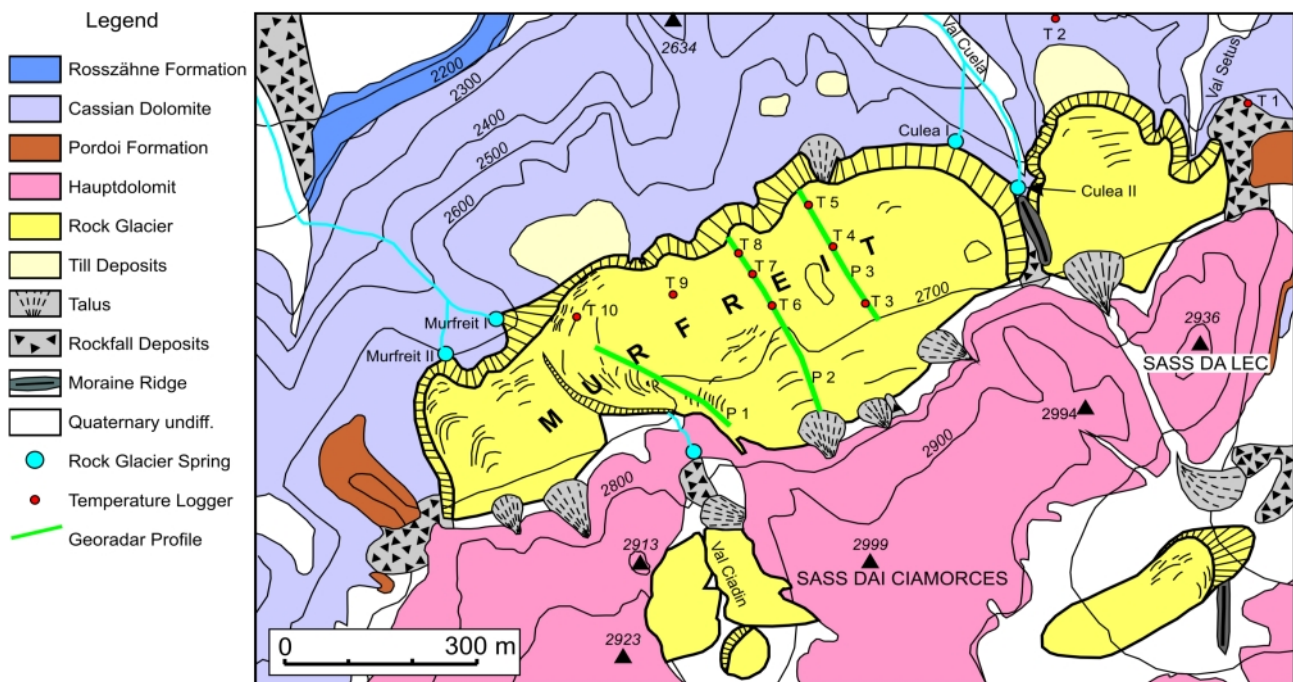 Legend
Rosszähne Formation
Cassian Dolomite
Pordoi Formation
Hauptdolomit
Rock Glacier
Till Deposits
Talus
Rockfall Deposits
Moraine Ridge
Quaternary undiff.
Rock Glacier Spring
Temperature Logger
Georadar Profile
2200
2300
2400
2500
2600
2634
Val Cuela
T 2
Val Setus
T 1
Culea I
Culea II
T 5
T 4
P 3
T 3
T 8
T 7
T 6
P 2
T 9
T 10
MURFREIT
2700
Murfreit I
Murfreit II
P 1
2936
SASS DA LEC
2994
2900
2800
2913
Val Ciadin
2999
SASS DAI CIAMORCES
2923
0
300 m